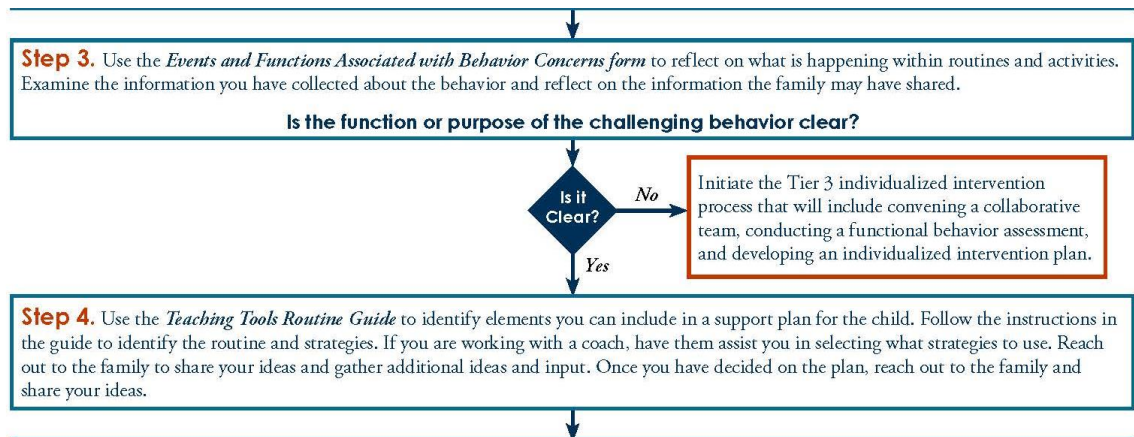 Step 3. Use the Events and Functions Associated with Behavior Concerns form to reflect on what is happening within routines and activities.
Examine the information you have collected about the behavior and reflect on the information the family may have shared.
Is the function or purpose of the challenging behavior clear?
Is it
Clear?
No
Initiate the Tier 3 individualized intervention
process that will include convening a collaborative
team, conducting a functional behavior assessment,
and developing an individualized intervention plan.
Yes
Step 4. Use the Teaching Tools Routine Guide to identify elements you can include in a support plan for the child. Follow the instructions in
the guide to identify the routine and strategies. If you are working with a coach, have them assist you in selecting what strategies to use. Reach
out to the family to share your ideas and gather additional ideas and input. Once you have decided on the plan, reach out to the family and
share your ideas.